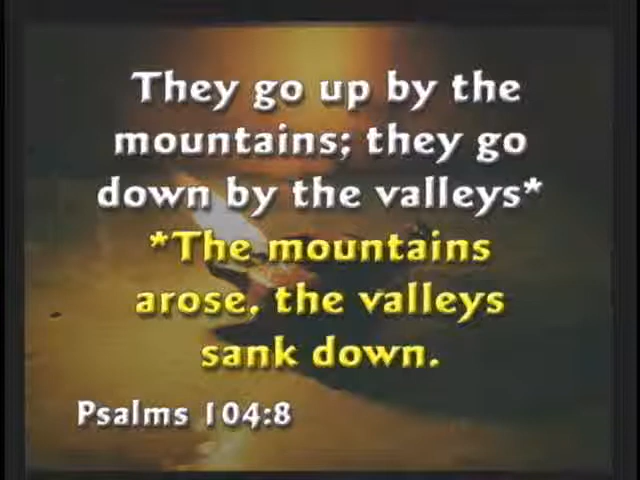 They go up by the
mountains; they go
down by the valleys*
*The mountains
arose, the valleys
sank down.
Psalms 104:8